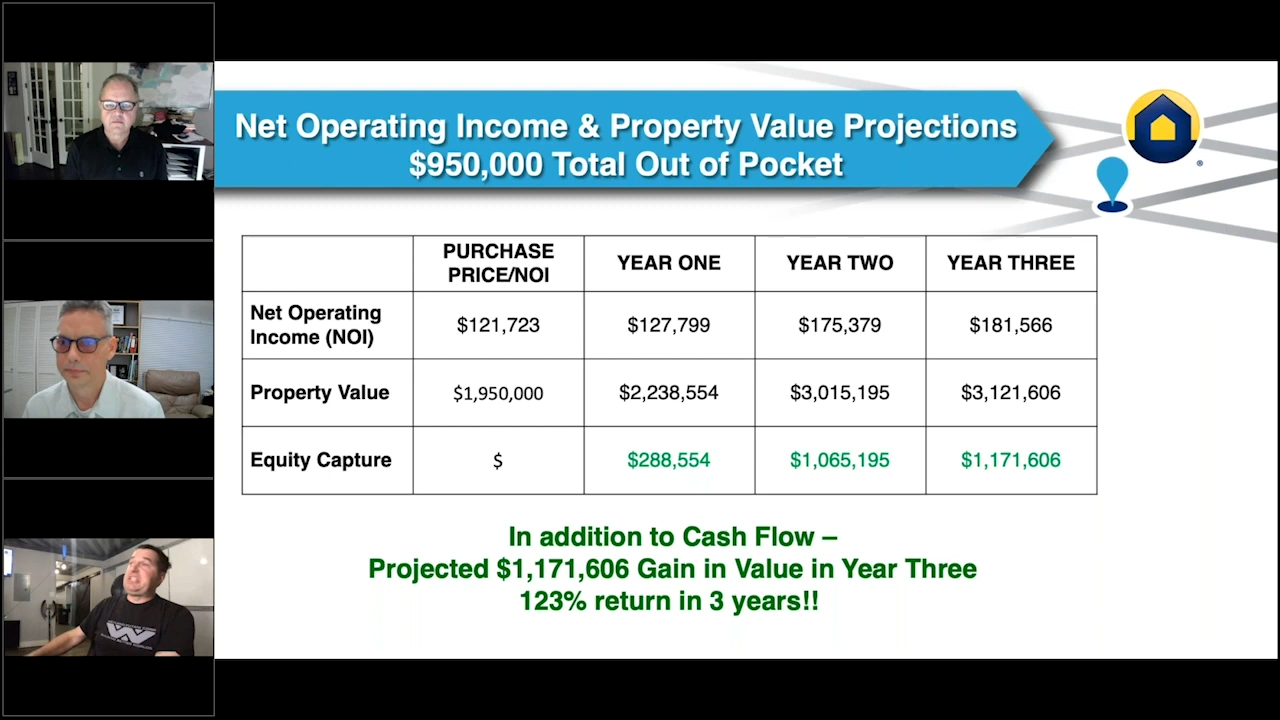 Net Operating Income & Property Value Projections
$950,000 Total Out of Pocket
®
PURCHASE PRICE/NOI YEAR ONE YEAR TWO YEAR THREE
Net Operating Income (NOI) $121,723 $127,799 $175,379 $181,566
Property Value $1,950,000 $2,238,554 $3,015,195 $3,121,606
Equity Capture $ $288,554 $1,065,195 $1,171,606
In addition to Cash Flow –
Projected $1,171,606 Gain in Value in Year Three
123% return in 3 years!!